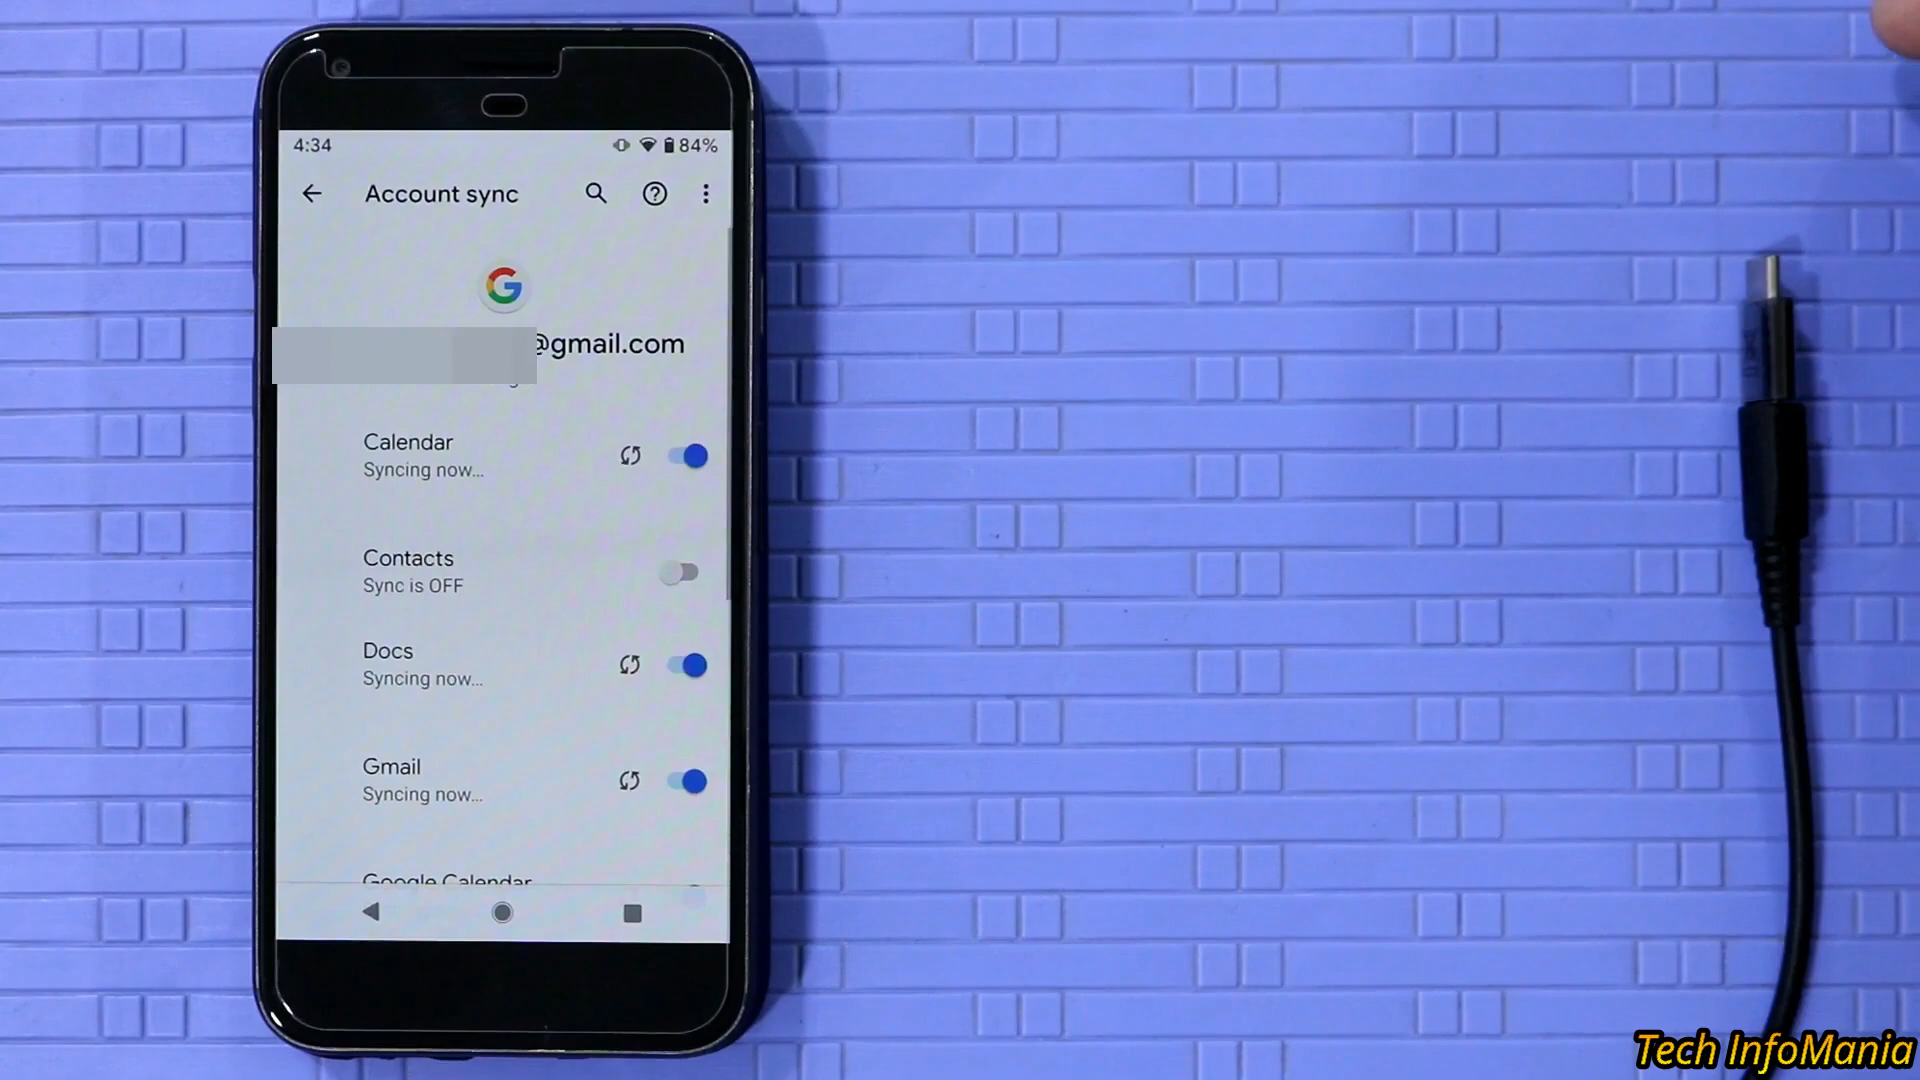 4:34
84%
Account sync
G
@gmail.com
Calendar
Syncing now...
Contacts
Sync is OFF
Docs
Syncing now...
Gmail
Syncing now...
Google Calendar
Tech InfoMania